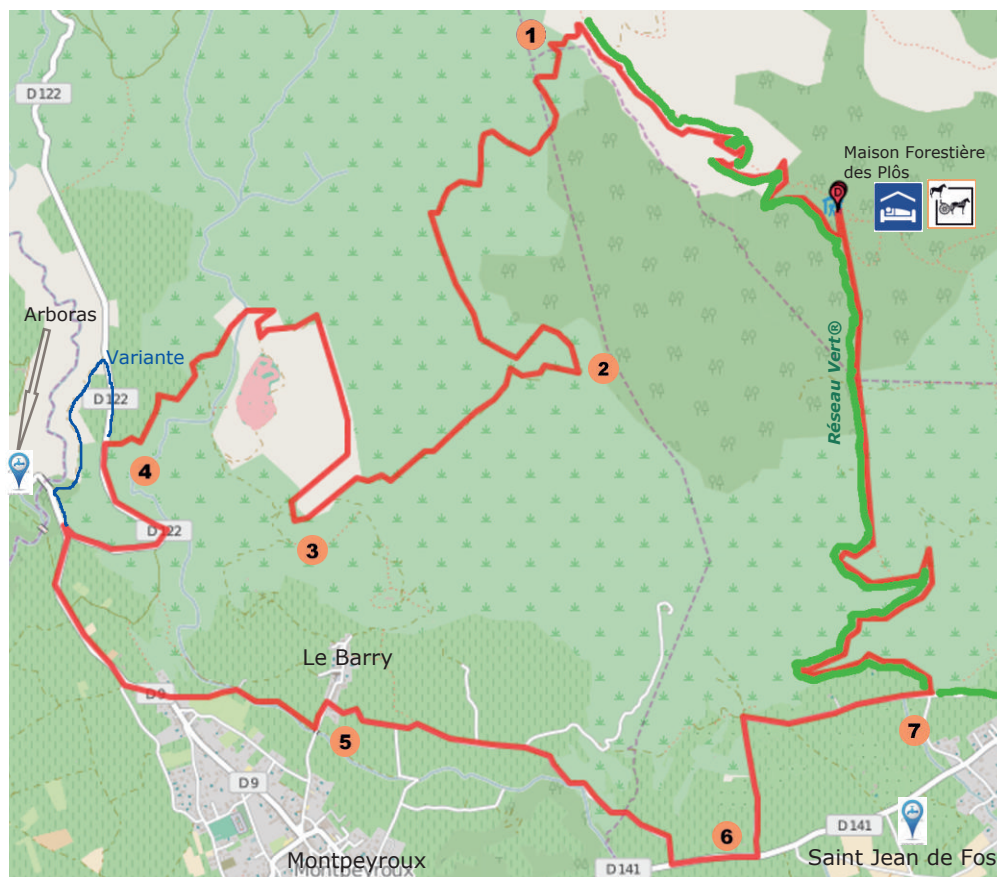 1
D 122
Maison Forestière
des Plôs
D
Arboras
Variante
D 122
2
Réseau Vert®
4
D 122
3
Le Barry
D 9
5
7
D 9
6
D 141
Montpeyroux
Montpeyroux
D 141
Saint Jean de Fos